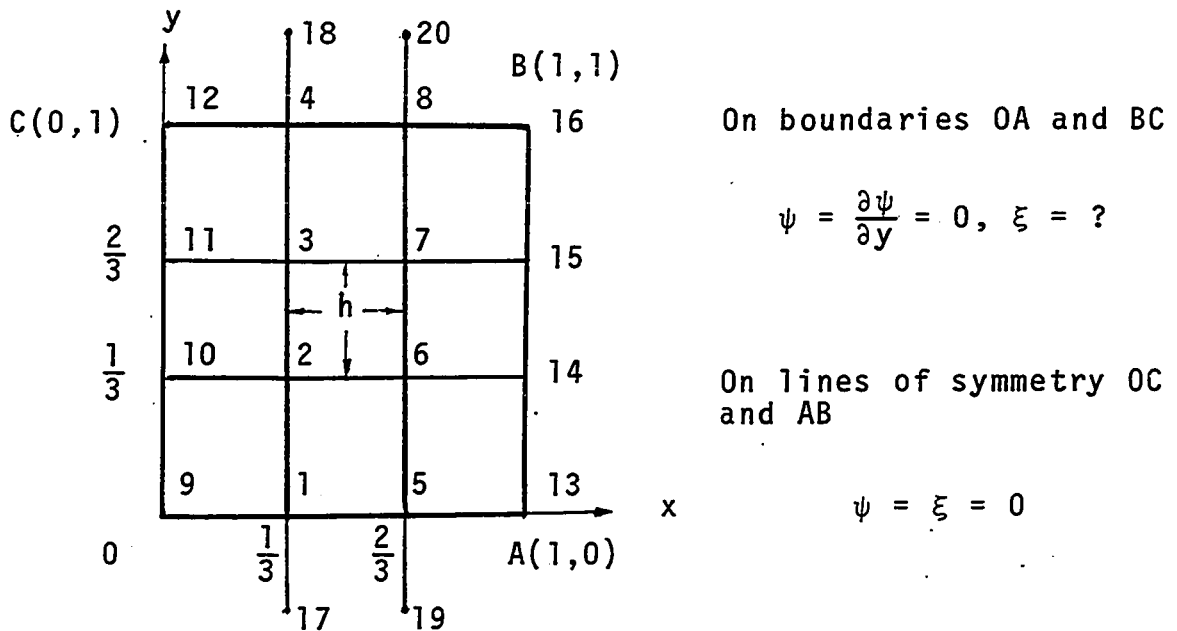 y
18 20
B(1,1)
12 4 8
C(0,1) 16
On boundaries OA and BC
ψ = ∂ψ/∂y = 0, ξ = ?
2/3 11 3 7 15
h
1/3 10 2 6 14
On lines of symmetry OC
and AB
9 1 5 13
x
ψ = ξ = 0
0 1/3 2/3 A(1,0)
17 19